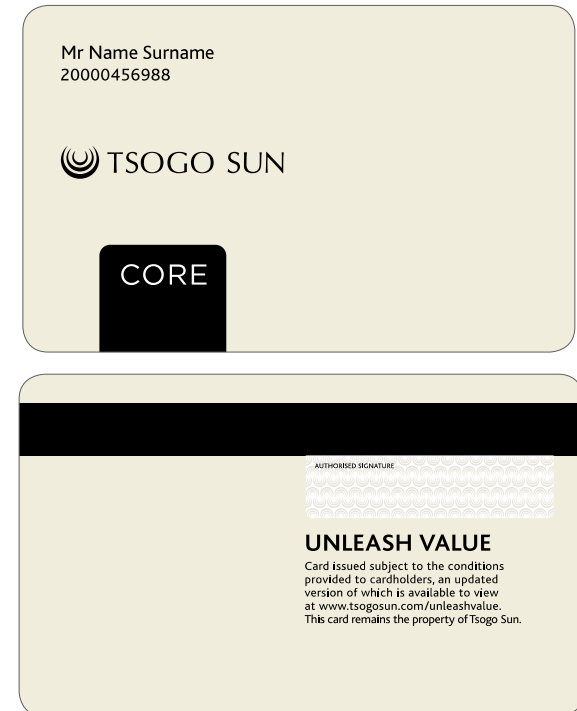 Mr Name Surname
20000456988
TSOGO SUN
CORE
AUTHORISED SIGNATURE
UNLEASH VALUE
Card issued subject to the conditions
provided to cardholders, an updated
version of which is available to view
at www.tsogosun.com/unleashvalue.
This card remains the property of Tsogo Sun.